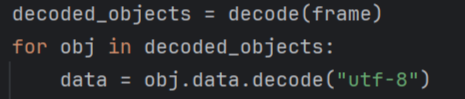 decoded_objects = decode(frame)
for obj in decoded_objects:
    data = obj.data.decode("utf-8")